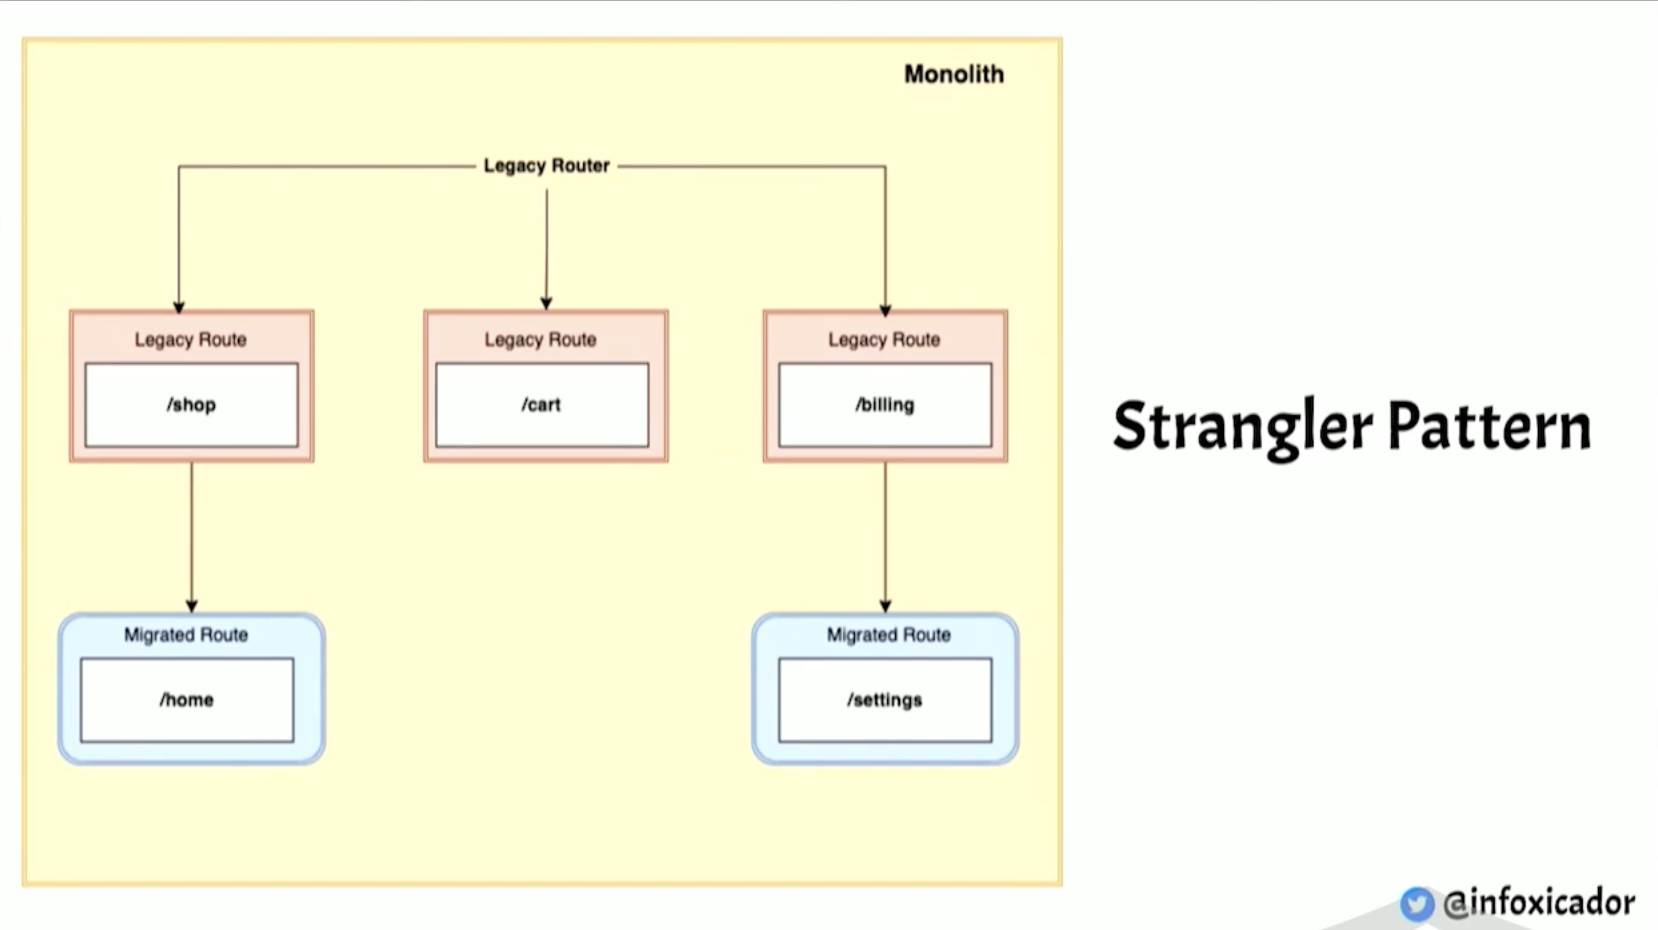 Monolith
Legacy Router
Legacy Route
/shop
Legacy Route
/cart
Legacy Route
/billing
Migrated Route
/home
Migrated Route
/settings
Strangler Pattern
@infoxicador